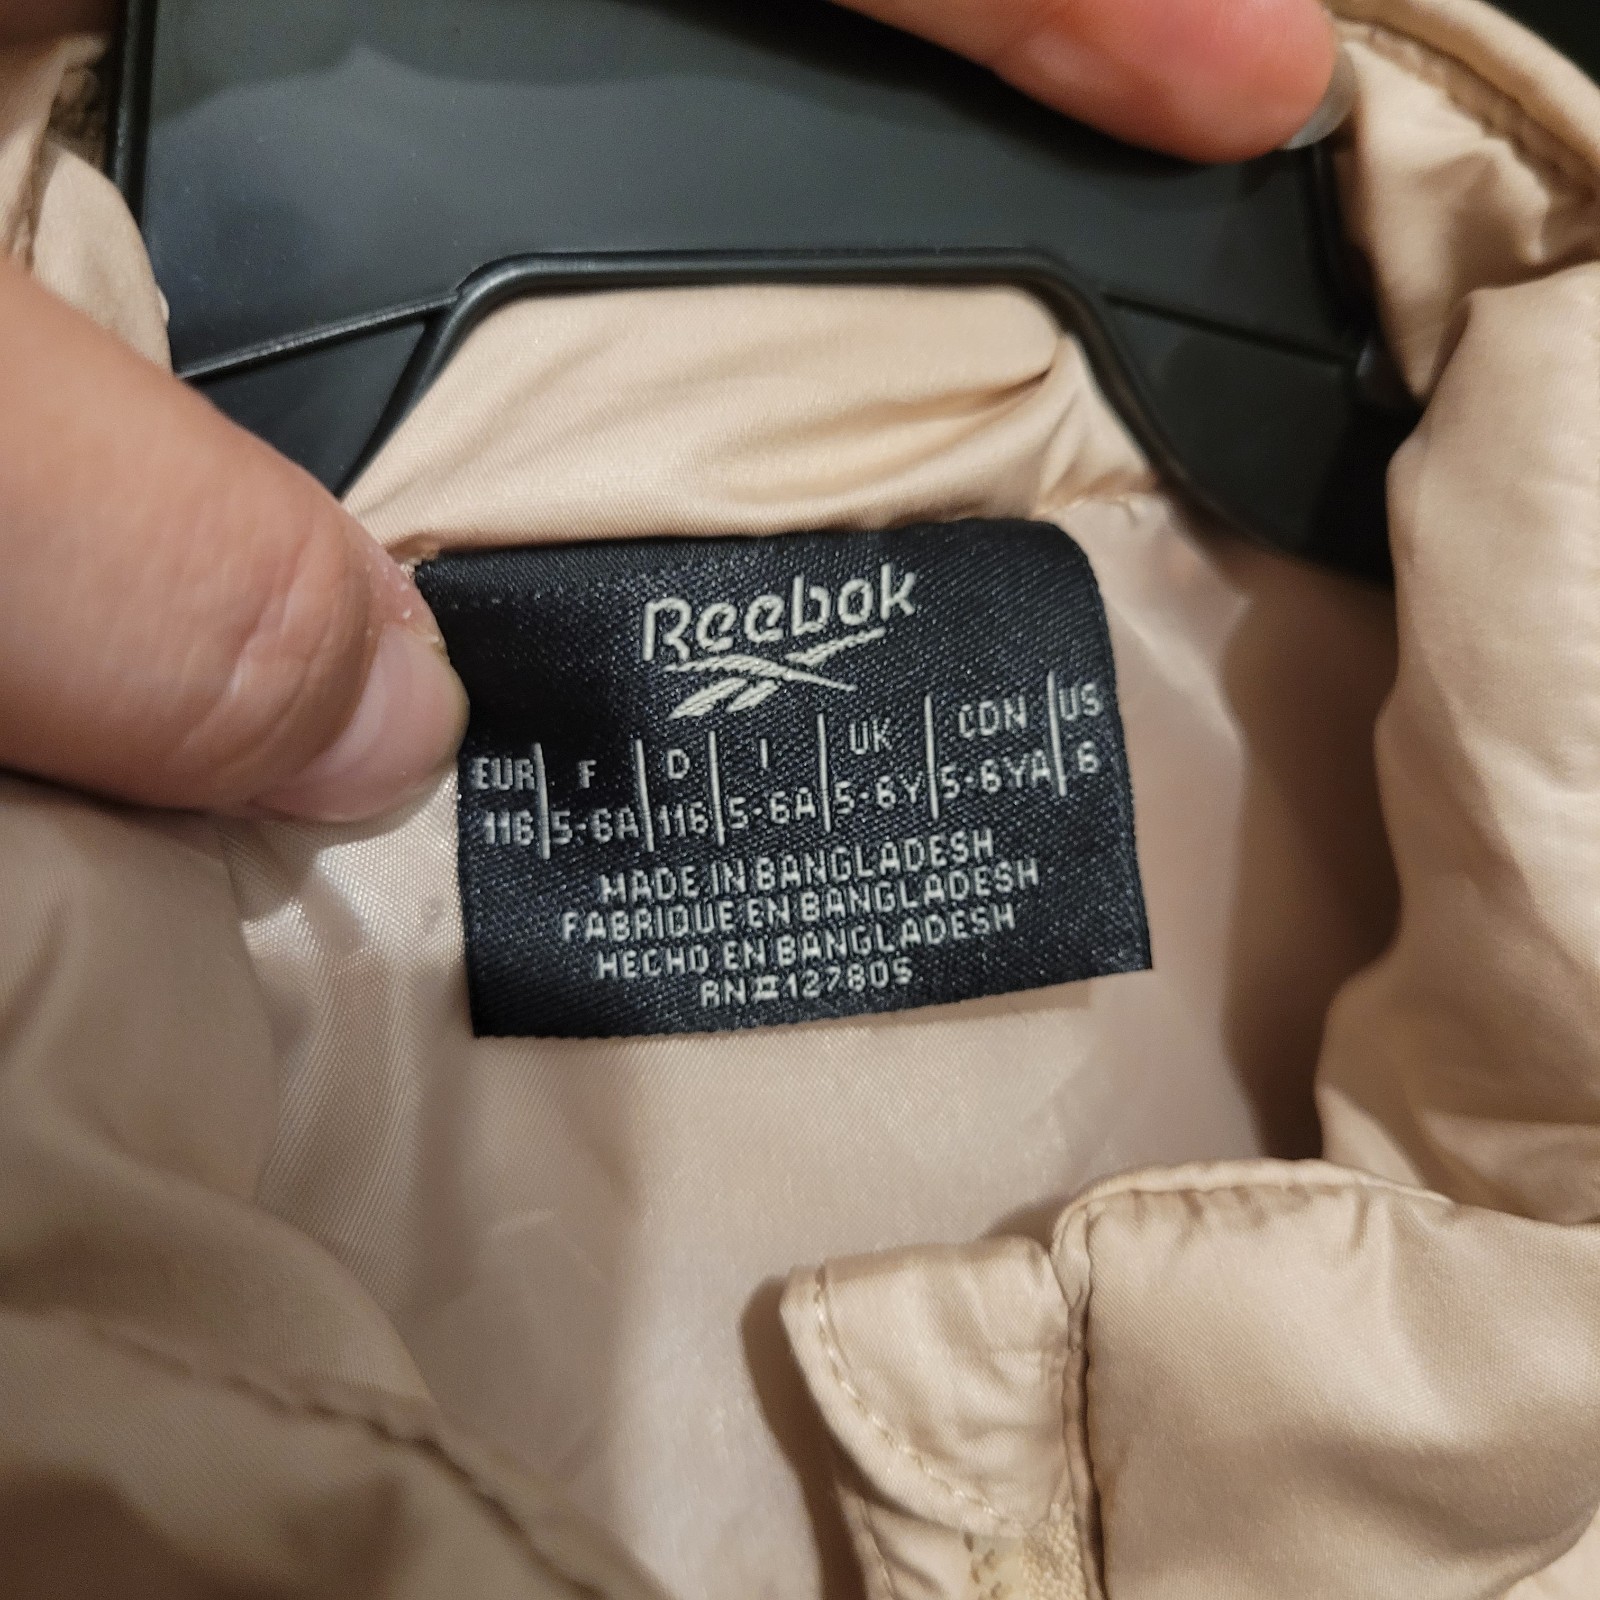 Reebok
EUR | F | D | I | UK | CDN | US
116 | 5-6A | 116 | 5-6A | 5-6Y | 5-6YA | 6
MADE IN BANGLADESH
FABRIQUE EN BANGLADESH
HECHO EN BANGLADESH
RN#127805